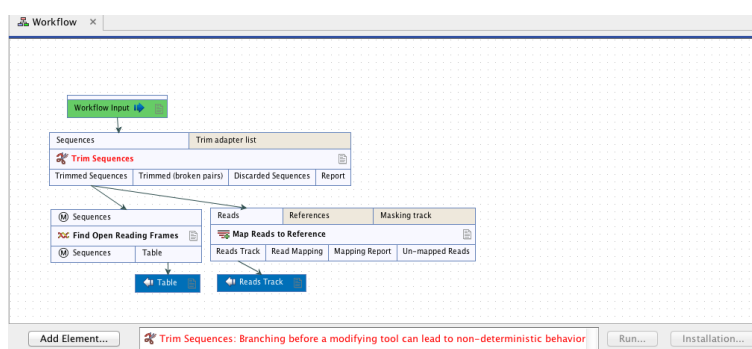 Workflow ×
Workflow Input
Sequences Trim adapter list
Trim Sequences
Trimmed Sequences Trimmed (broken pairs) Discarded Sequences Report
M Sequences
Find Open Reading Frames
M Sequences Table
Reads References Masking track
Map Reads to Reference
Reads Track Read Mapping Mapping Report Un-mapped Reads
Table
Reads Track
Add Element... Trim Sequences: Branching before a modifying tool can lead to non-deterministic behavior Run... Installation...